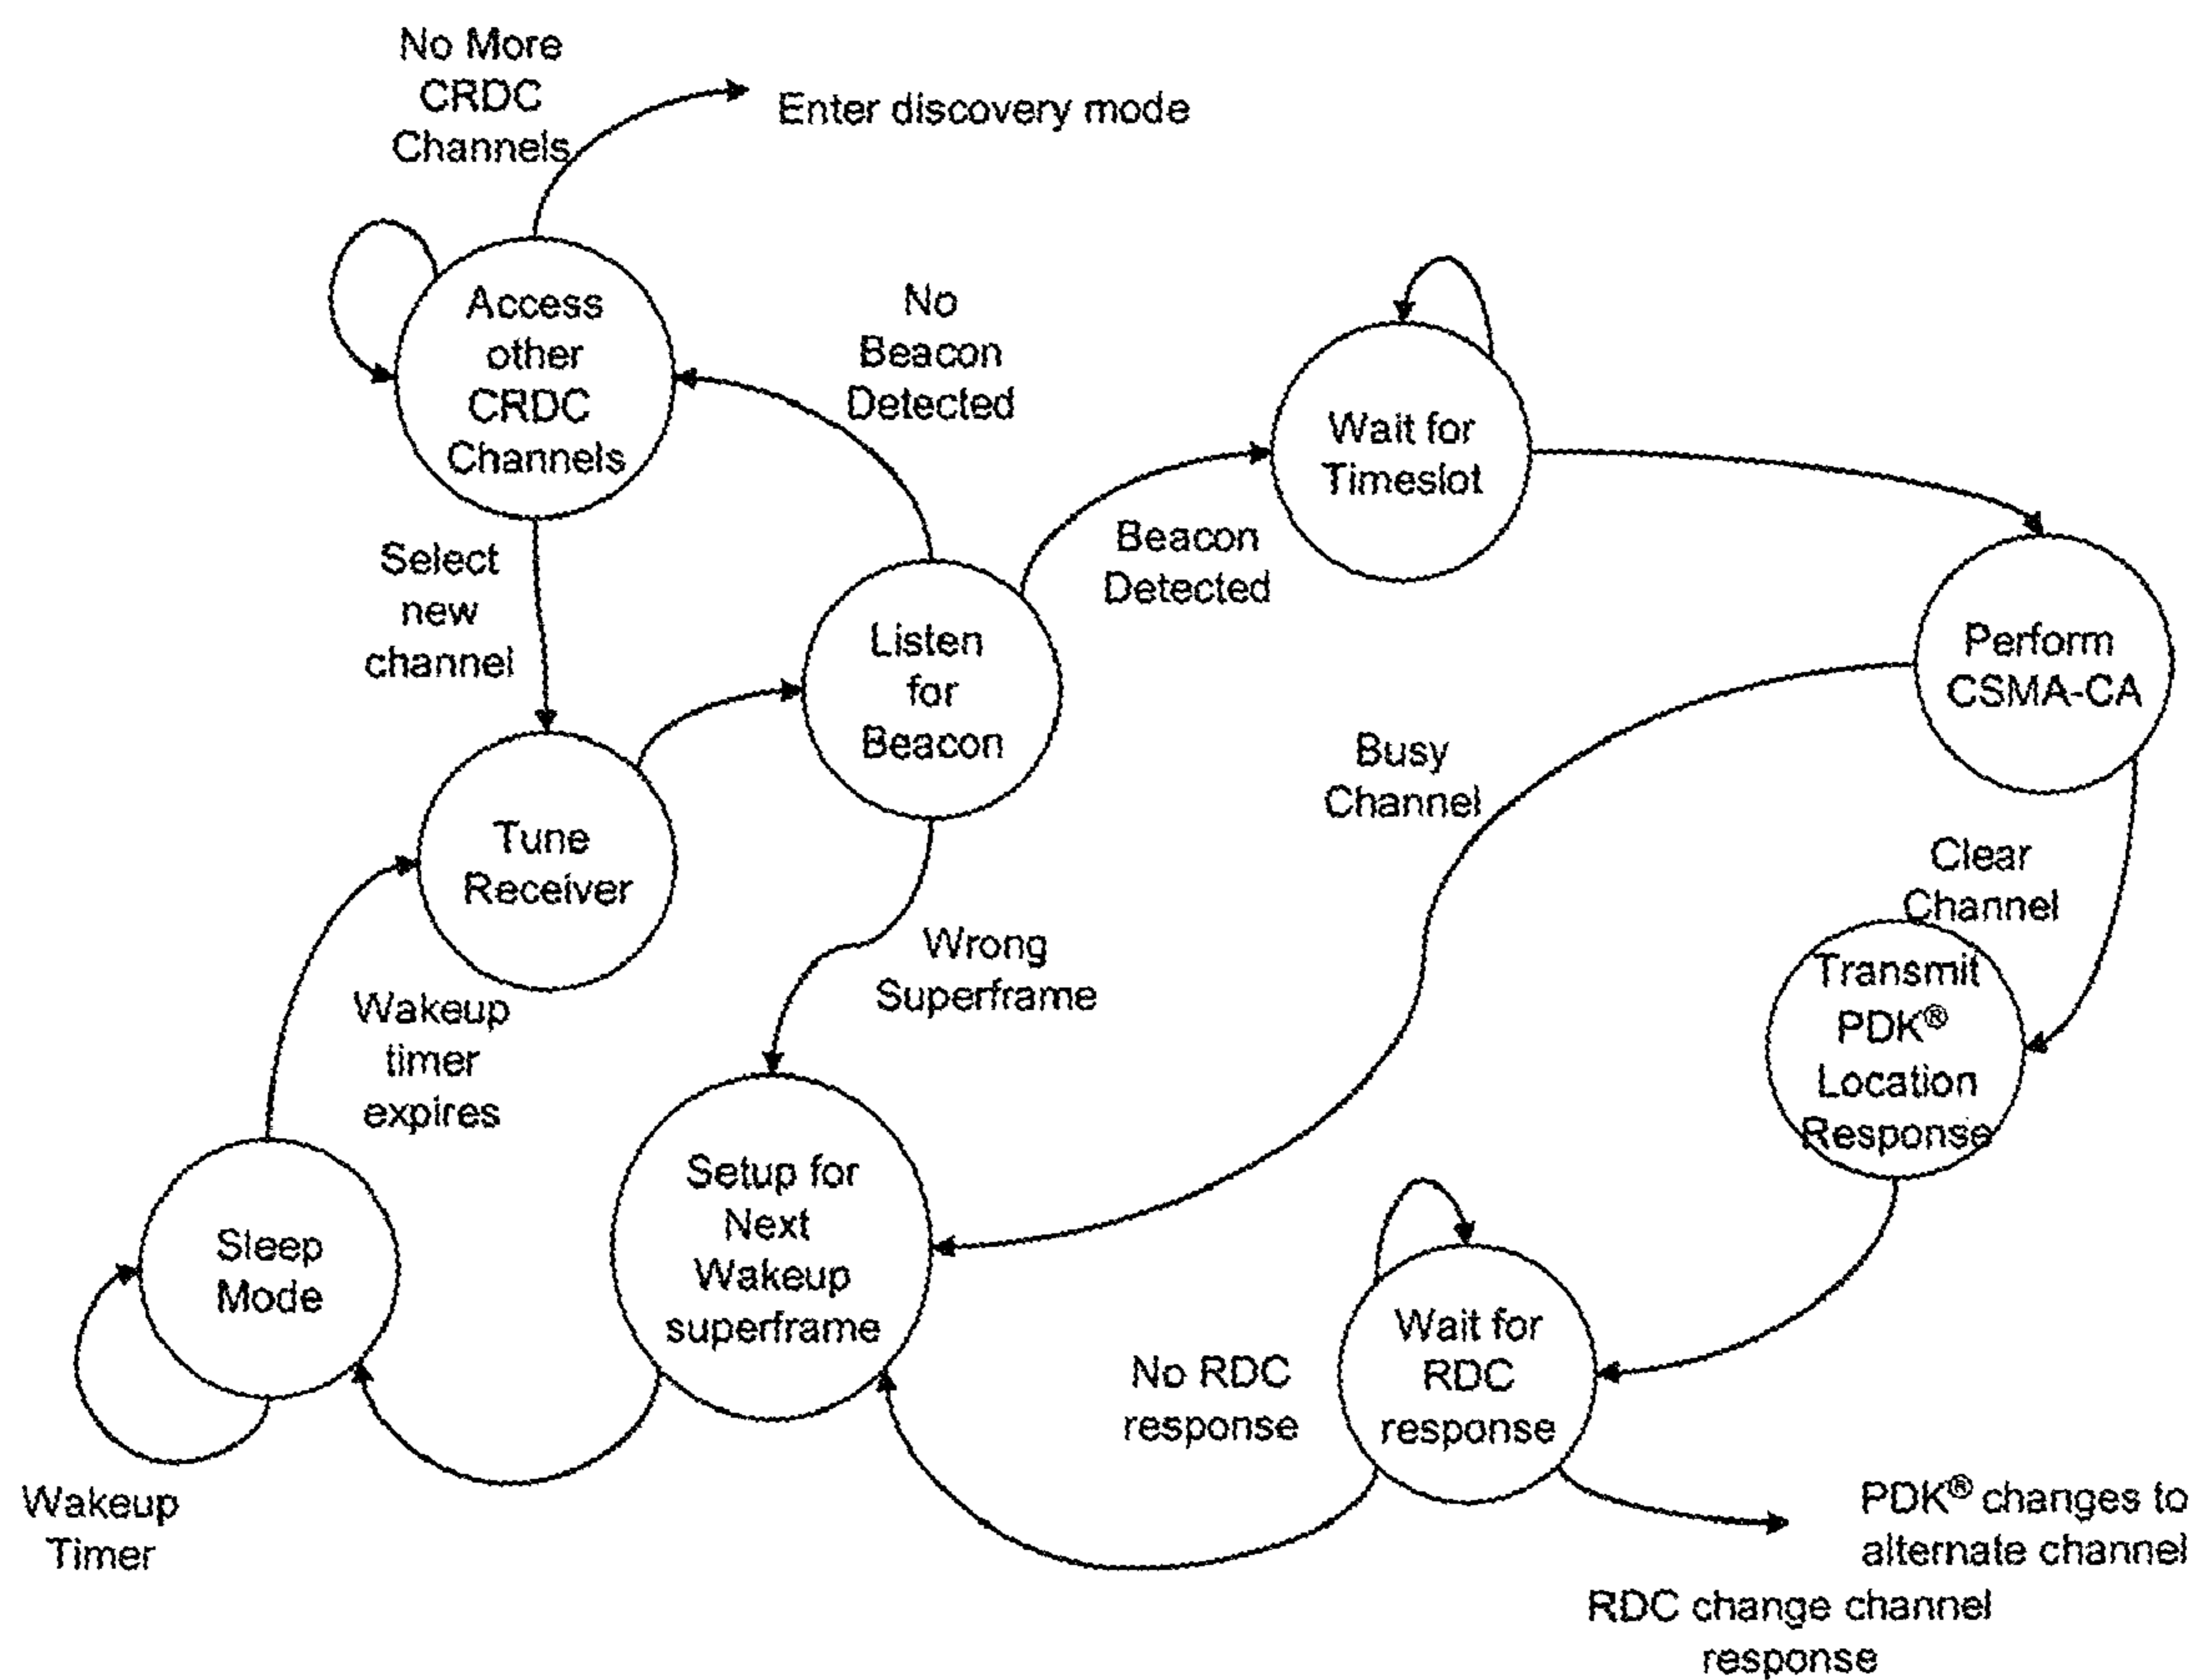 No More
CRDC
Channels
Enter discovery mode
Access
other
CRDC
Channels
No
Beacon
Detected
Wait for
Timeslot
Select
new
channel
Listen
for
Beacon
Beacon
Detected
Perform
CSMA-CA
Tune
Receiver
Busy
Channel
Clear
Channel
Wrong
Superframe
Transmit
PDK®
Location
Response
Wakeup
timer
expires
Sleep
Mode
Setup for
Next
Wakeup
superframe
Wait for
RDC
response
No RDC
response
Wakeup
Timer
PDK® changes to
alternate channel
RDC change channel
response